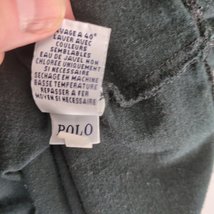 LAVAGE A 40°
LAVER AVEC
COULEURS
SEMBLABLES
EAU DE JAVEL NON
CHLOREE UNIQUEMENT
SI NECESSAIRE
SECHAGE EN MACHINE
BASSE TEMPERATURE
REPASSER A FER
MOYEN SI NECESSAIRE
POLO